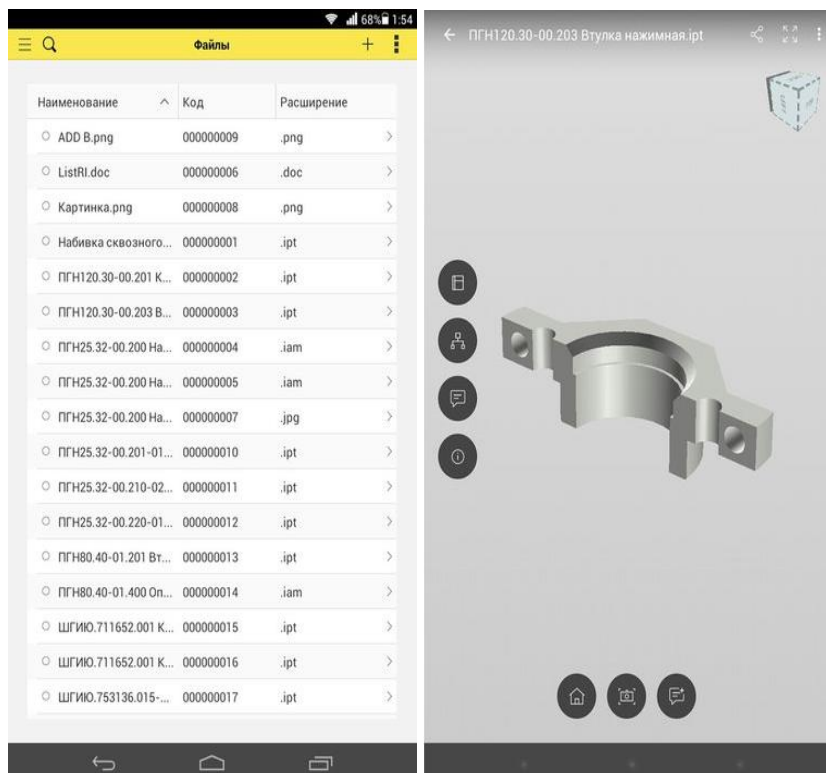 68% 1:54
Файлы
Наименование Код Расширение
ADD B.png 000000009 .png
ListRI.doc 000000006 .doc
Картинка.png 000000008 .png
Набивка сквозного... 000000001 .ipt
ПГН120.30-00.201 К... 000000002 .ipt
ПГН120.30-00.203 В... 000000003 .ipt
ПГН25.32-00.200 На... 000000004 .iam
ПГН25.32-00.200 На... 000000005 .iam
ПГН25.32-00.200 На... 000000007 .jpg
ПГН25.32-00.201-01... 000000010 .ipt
ПГН25.32-00.210-02... 000000011 .ipt
ПГН25.32-00.220-01... 000000012 .ipt
ПГН80.40-01.201 Вт... 000000013 .ipt
ПГН80.40-01.400 Оп... 000000014 .iam
ШГИЮ.711652.001 К... 000000015 .ipt
ШГИЮ.711652.001 К... 000000016 .ipt
ШГИЮ.753136.015-... 000000017 .ipt
ПГН120.30-00.203 Втулка нажимная.ipt